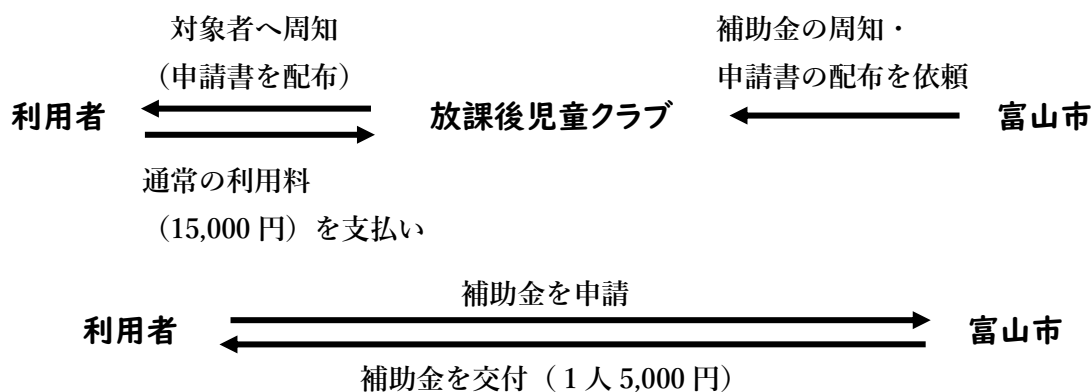 対象者へ周知
（申請書を配布）
補助金の周知・
申請書の配布を依頼
利用者
放課後児童クラブ
富山市
通常の利用料
（15,000 円）を支払い
補助金を申請
利用者
富山市
補助金を交付（１人 5,000 円）